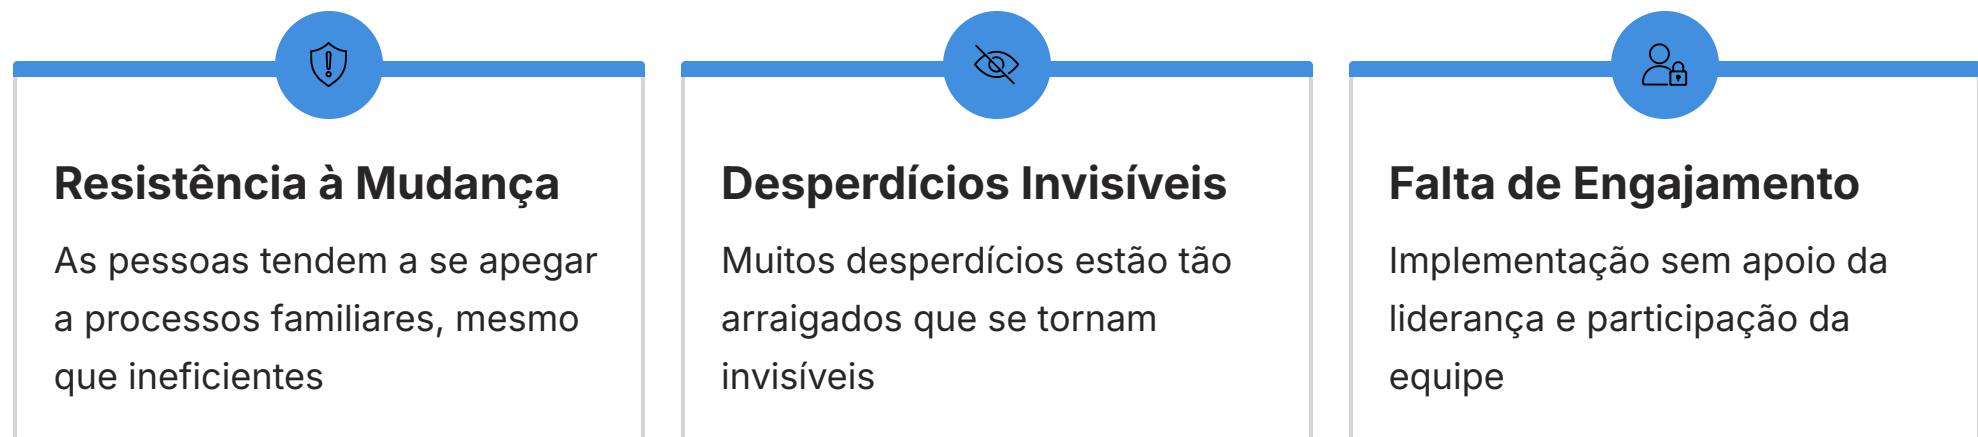 Resistência à Mudança
As pessoas tendem a se apegar
a processos familiares, mesmo
que ineficientes
Desperdícios Invisíveis
Muitos desperdícios estão tão
arraigados que se tornam
invisíveis
Falta de Engajamento
Implementação sem apoio da
liderança e participação da
equipe